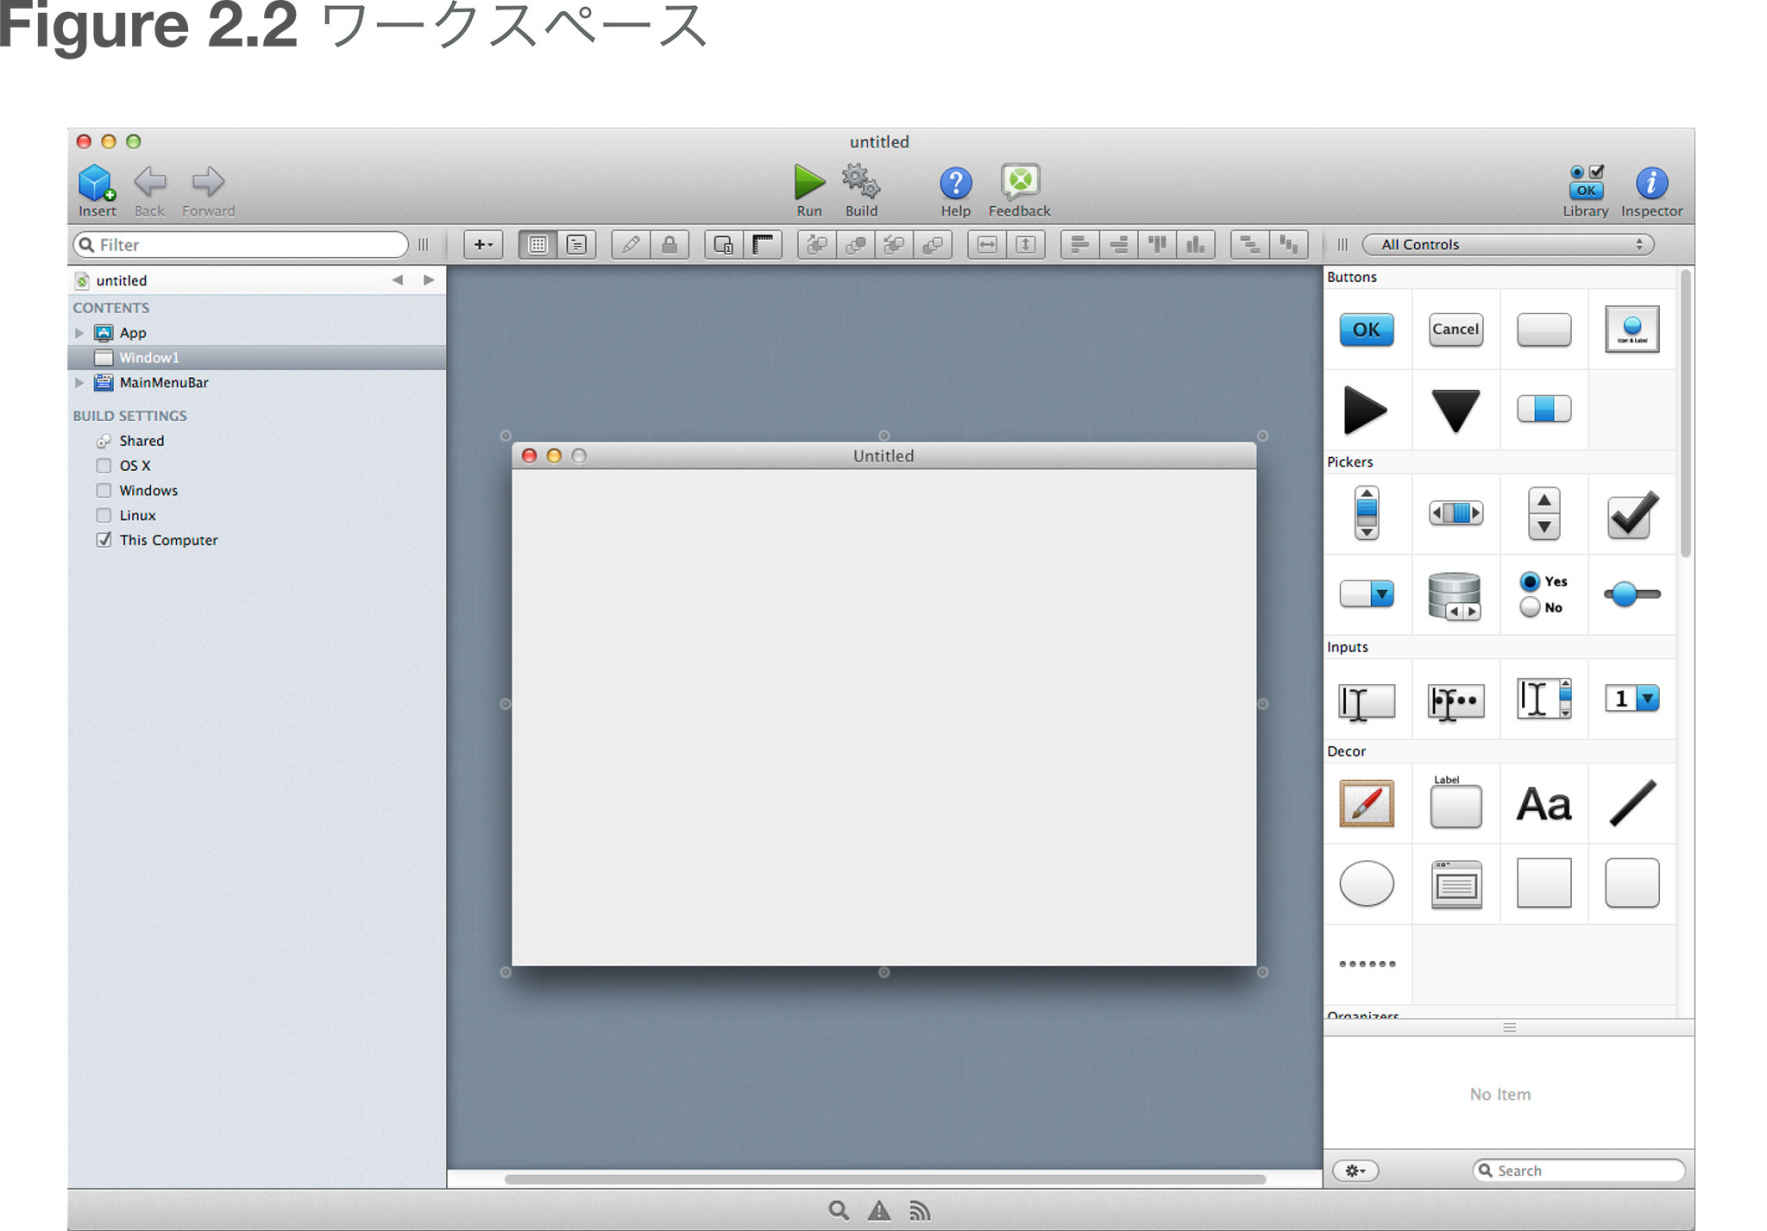 Figure 2.2 ワークスペース
untitled
Insert Back Forward Run Build Help Feedback Library Inspector
Filter
All Controls
untitled
CONTENTS
App
Window1
MainMenuBar
BUILD SETTINGS
Shared
OS X
Windows
Linux
This Computer
Untitled
Buttons
OK Cancel Icon & Label
Pickers
Yes
No
Inputs
1
Decor
Label
Aa
Organizers
No Item
Search